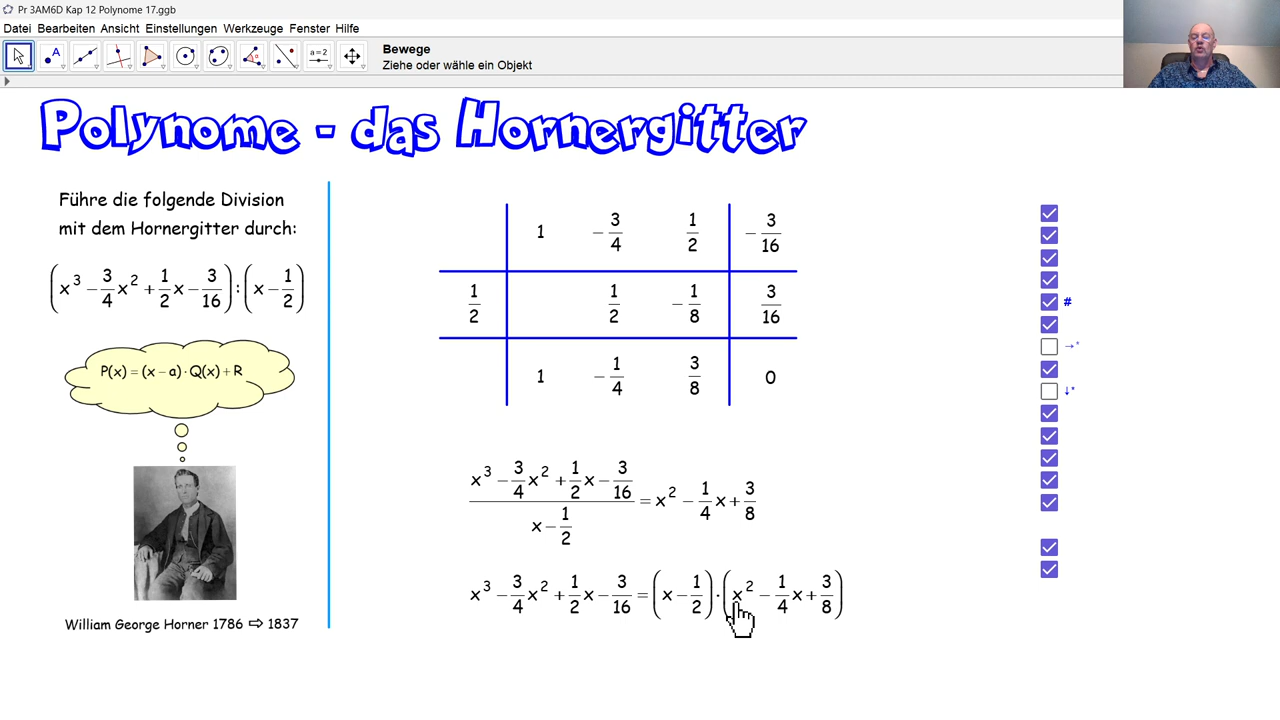 Pr 3AM6D Kap 12 Polynome 17.ggb
Datei Bearbeiten Ansicht Einstellungen Werkzeuge Fenster Hilfe
A
a=2
Bewege
Ziehe oder wähle ein Objekt
Polynome - das Hornergitter
Führe die folgende Division
mit dem Hornergitter durch:
(x³ − 3/4 x² + 1/2 x − 3/16) : (x − 1/2)
P(x) = (x − a) · Q(x) + R
William George Horner 1786 ⇨ 1837
1 − 3/4 1/2 − 3/16
1/2 1/2 − 1/8 3/16
1 − 1/4 3/8 0
(x³ − 3/4 x² + 1/2 x − 3/16) / (x − 1/2) = x² − 1/4 x + 3/8
x³ − 3/4 x² + 1/2 x − 3/16 = (x − 1/2) · (x² − 1/4 x + 3/8)
#
→*
↓*